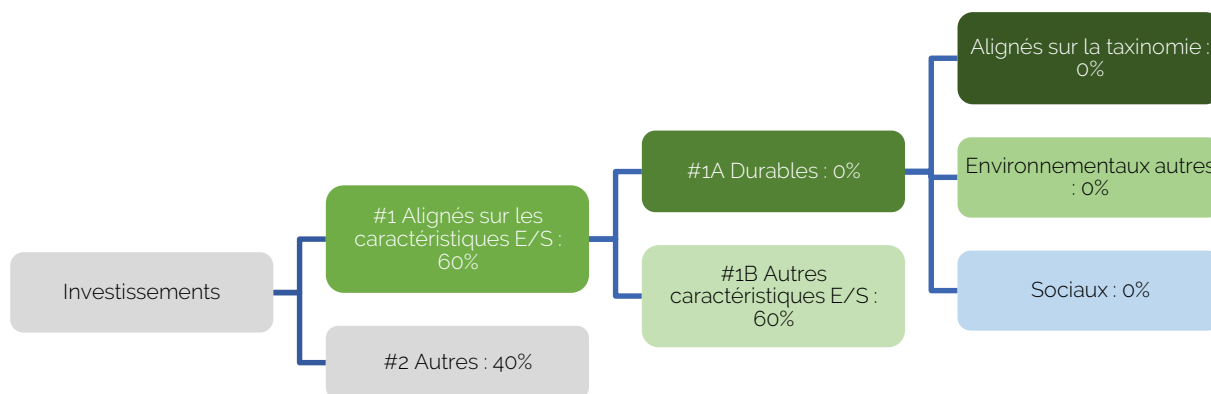 Investissements
#1 Alignés sur les
caractéristiques E/S :
60%
#2 Autres : 40%
#1A Durables : 0%
#1B Autres
caractéristiques E/S :
60%
Alignés sur la taxinomie :
0%
Environnementaux autres
: 0%
Sociaux : 0%